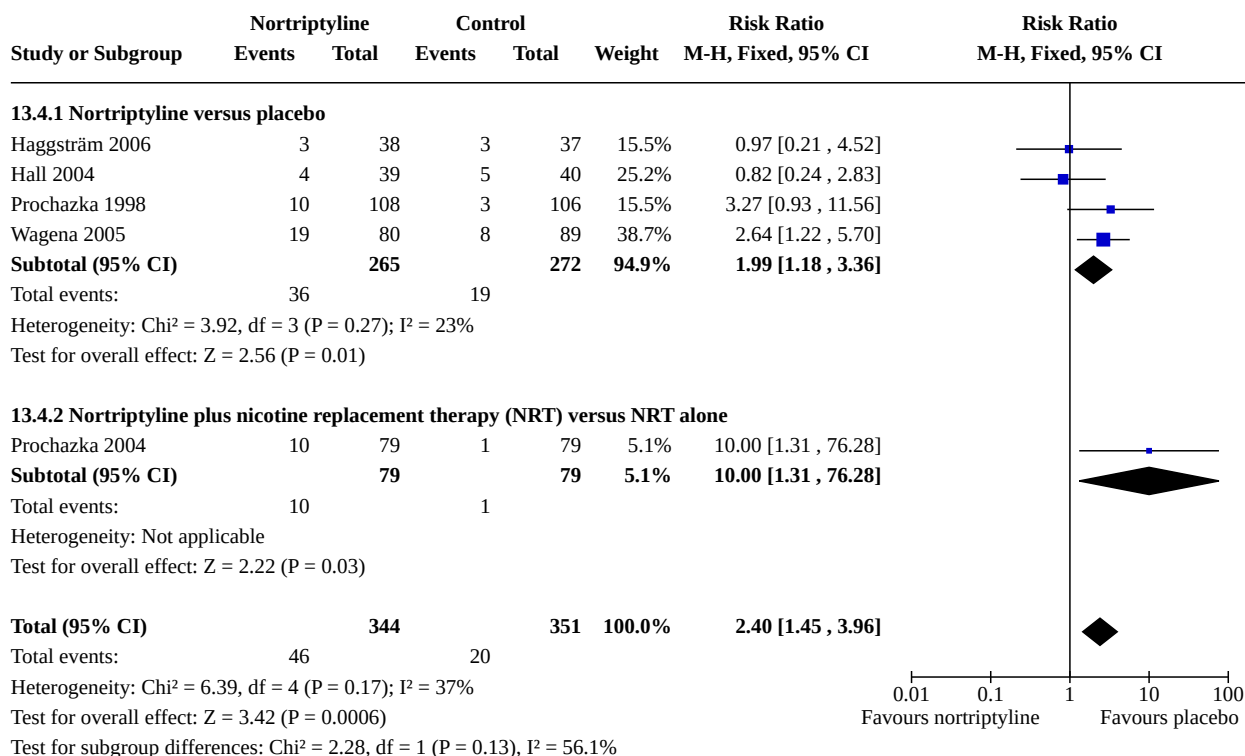 Nortriptyline Control Risk Ratio Risk Ratio
Study or Subgroup Events Total Events Total Weight M-H, Fixed, 95% CI M-H, Fixed, 95% CI
13.4.1 Nortriptyline versus placebo
Haggsträm 2006 3 38 3 37 15.5% 0.97 [0.21 , 4.52]
Hall 2004 4 39 5 40 25.2% 0.82 [0.24 , 2.83]
Prochazka 1998 10 108 3 106 15.5% 3.27 [0.93 , 11.56]
Wagena 2005 19 80 8 89 38.7% 2.64 [1.22 , 5.70]
Subtotal (95% CI) 265 272 94.9% 1.99 [1.18 , 3.36]
Total events: 36 19
Heterogeneity: Chi² = 3.92, df = 3 (P = 0.27); I² = 23%
Test for overall effect: Z = 2.56 (P = 0.01)
13.4.2 Nortriptyline plus nicotine replacement therapy (NRT) versus NRT alone
Prochazka 2004 10 79 1 79 5.1% 10.00 [1.31 , 76.28]
Subtotal (95% CI) 79 79 5.1% 10.00 [1.31 , 76.28]
Total events: 10 1
Heterogeneity: Not applicable
Test for overall effect: Z = 2.22 (P = 0.03)
Total (95% CI) 344 351 100.0% 2.40 [1.45 , 3.96]
Total events: 46 20
Heterogeneity: Chi² = 6.39, df = 4 (P = 0.17); I² = 37%
0.01 0.1 1 10 100
Test for overall effect: Z = 3.42 (P = 0.0006)
Favours nortriptyline Favours placebo
Test for subgroup differences: Chi² = 2.28, df = 1 (P = 0.13), I² = 56.1%